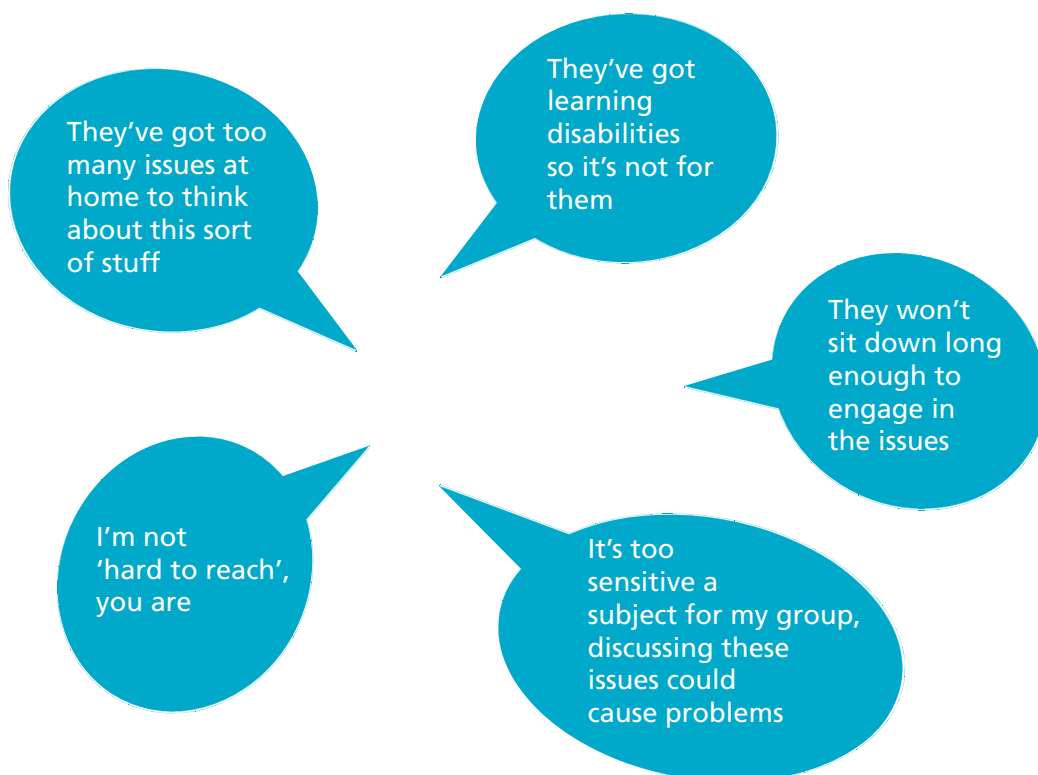 They’ve got too
many issues at
home to think
about this sort
of stuff
They’ve got
learning
disabilities
so it’s not for
them
They won’t
sit down long
enough to
engage in
the issues
I’m not
‘hard to reach’,
you are
It’s too
sensitive a
subject for my group,
discussing these
issues could
cause problems